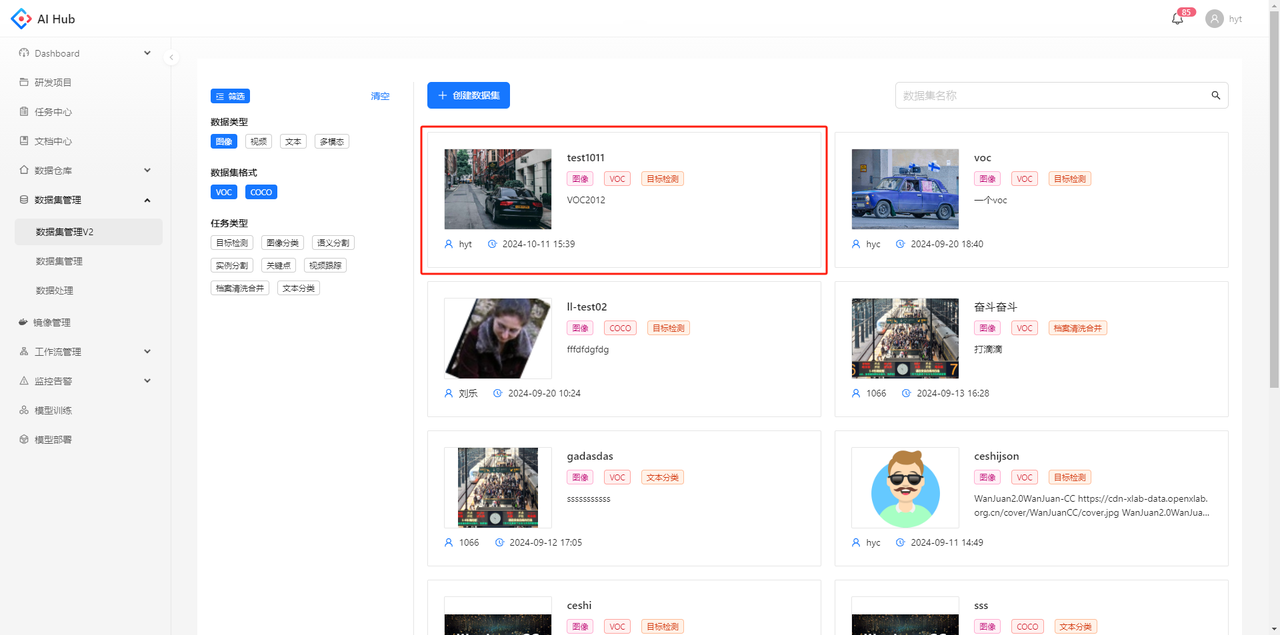 AI Hub
85
hyt
Dashboard
研发项目
任务中心
文档中心
数据仓库
数据集管理
数据集管理V2
数据集管理
数据处理
镜像管理
工作流管理
监控告警
模型训练
模型部署
筛选
清空
数据类型
图像 视频 文本 多模态
数据集格式
VOC COCO
任务类型
目标检测 图像分类 语义分割
实例分割 关键点 视频跟踪
档案清洗合并 文本分类
创建数据集
数据集名称
test1011
图像 VOC 目标检测
VOC2012
hyt 2024-10-11 15:39
voc
图像 VOC 目标检测
一个voc
hyc 2024-09-20 18:40
ll-test02
图像 COCO 目标检测
fffdfdgfdg
刘乐 2024-09-20 10:24
奋斗奋斗
图像 VOC 档案清洗合并
打滴滴
1066 2024-09-13 16:28
gadasdas
图像 VOC 文本分类
sssssssssss
1066 2024-09-12 17:05
ceshijson
图像 VOC 目标检测
WanJuan2.0WanJuan-CC https://cdn-xlab-data.openxlab.
org.cn/cover/WanJuanCC/cover.jpg WanJuan2.0WanJua...
hyc 2024-09-11 14:49
ceshi
图像 VOC 目标检测
sss
图像 COCO 文本分类